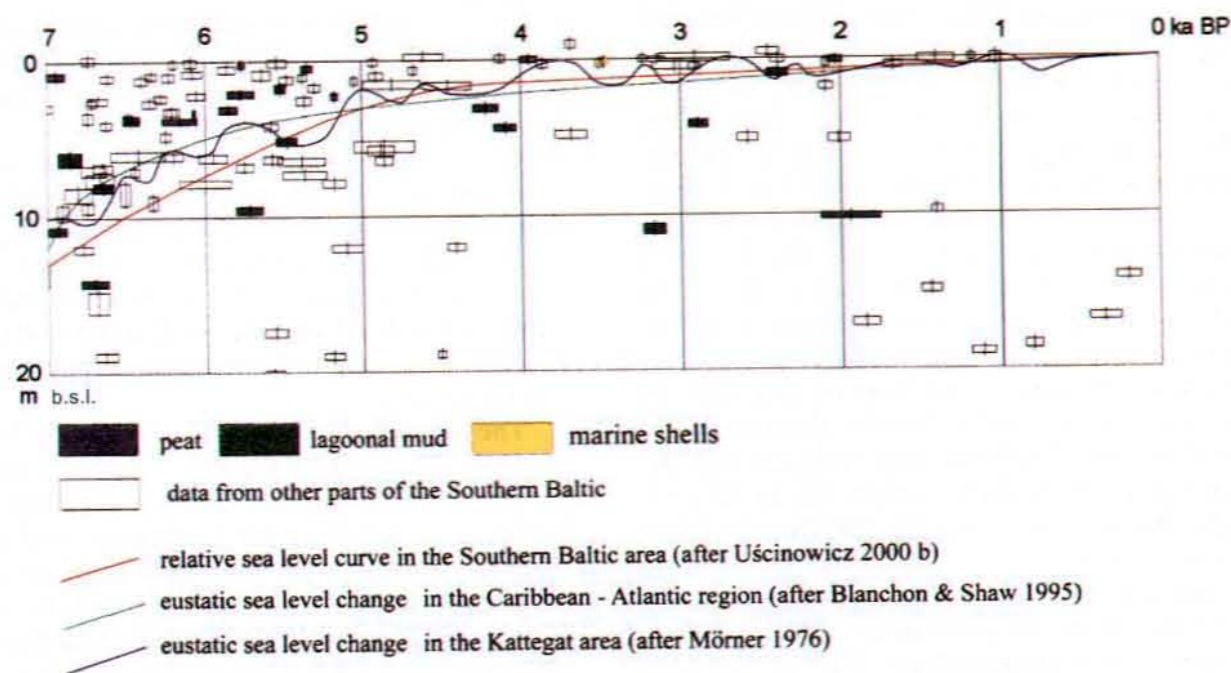 7 6 5 4 3 2 1 0 ka BP
0
10
20
m b.s.l.
peat lagoonal mud marine shells
data from other parts of the Southern Baltic
relative sea level curve in the Southern Baltic area (after Uścinowicz 2000 b)
eustatic sea level change in the Caribbean - Atlantic region (after Blanchon & Shaw 1995)
eustatic sea level change in the Kattegat area (after Mörner 1976)